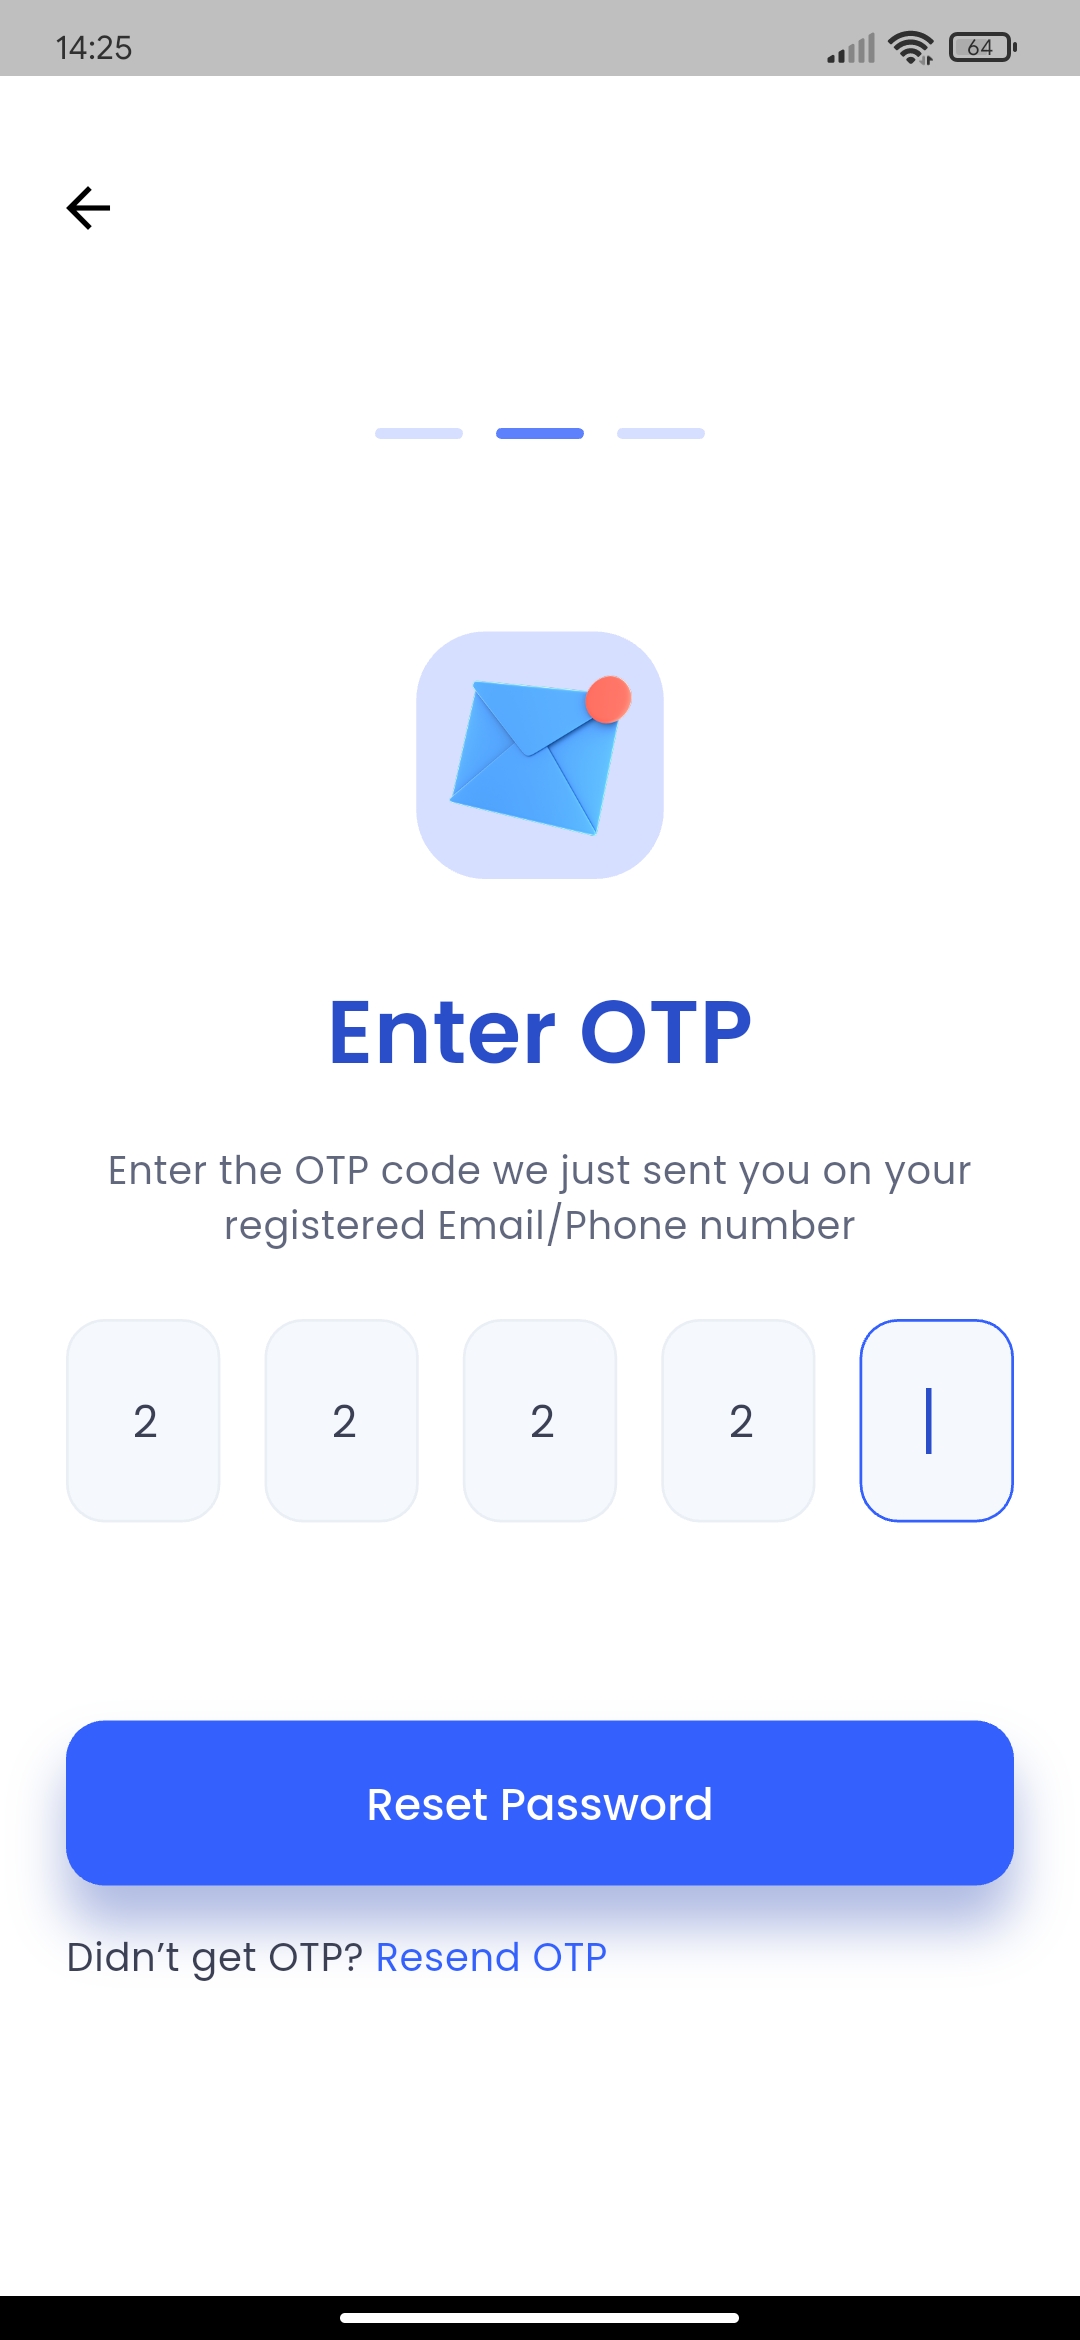 14:25
64
Enter OTP
Enter the OTP code we just sent you on your
registered Email/Phone number
2 2 2 2
Reset Password
Didn’t get OTP? Resend OTP